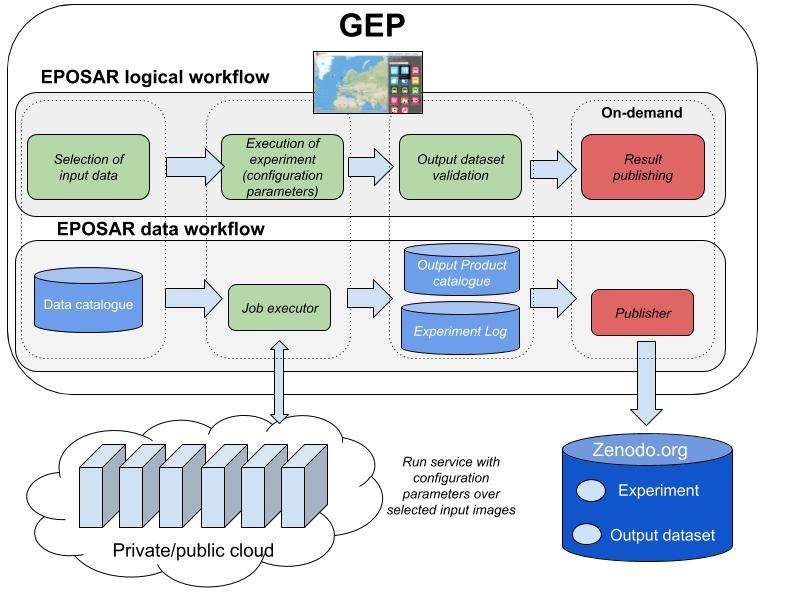 GEP
EPOSAR logical workflow
On-demand
Selection of
input data
Execution of
experiment
(configuration
parameters)
Output dataset
validation
Result
publishing
EPOSAR data workflow
Data catalogue
Job executor
Output Product
catalogue
Experiment Log
Publisher
Run service with
configuration
parameters over
selected input images
Private/public cloud
Zenodo.org
Experiment
Output dataset